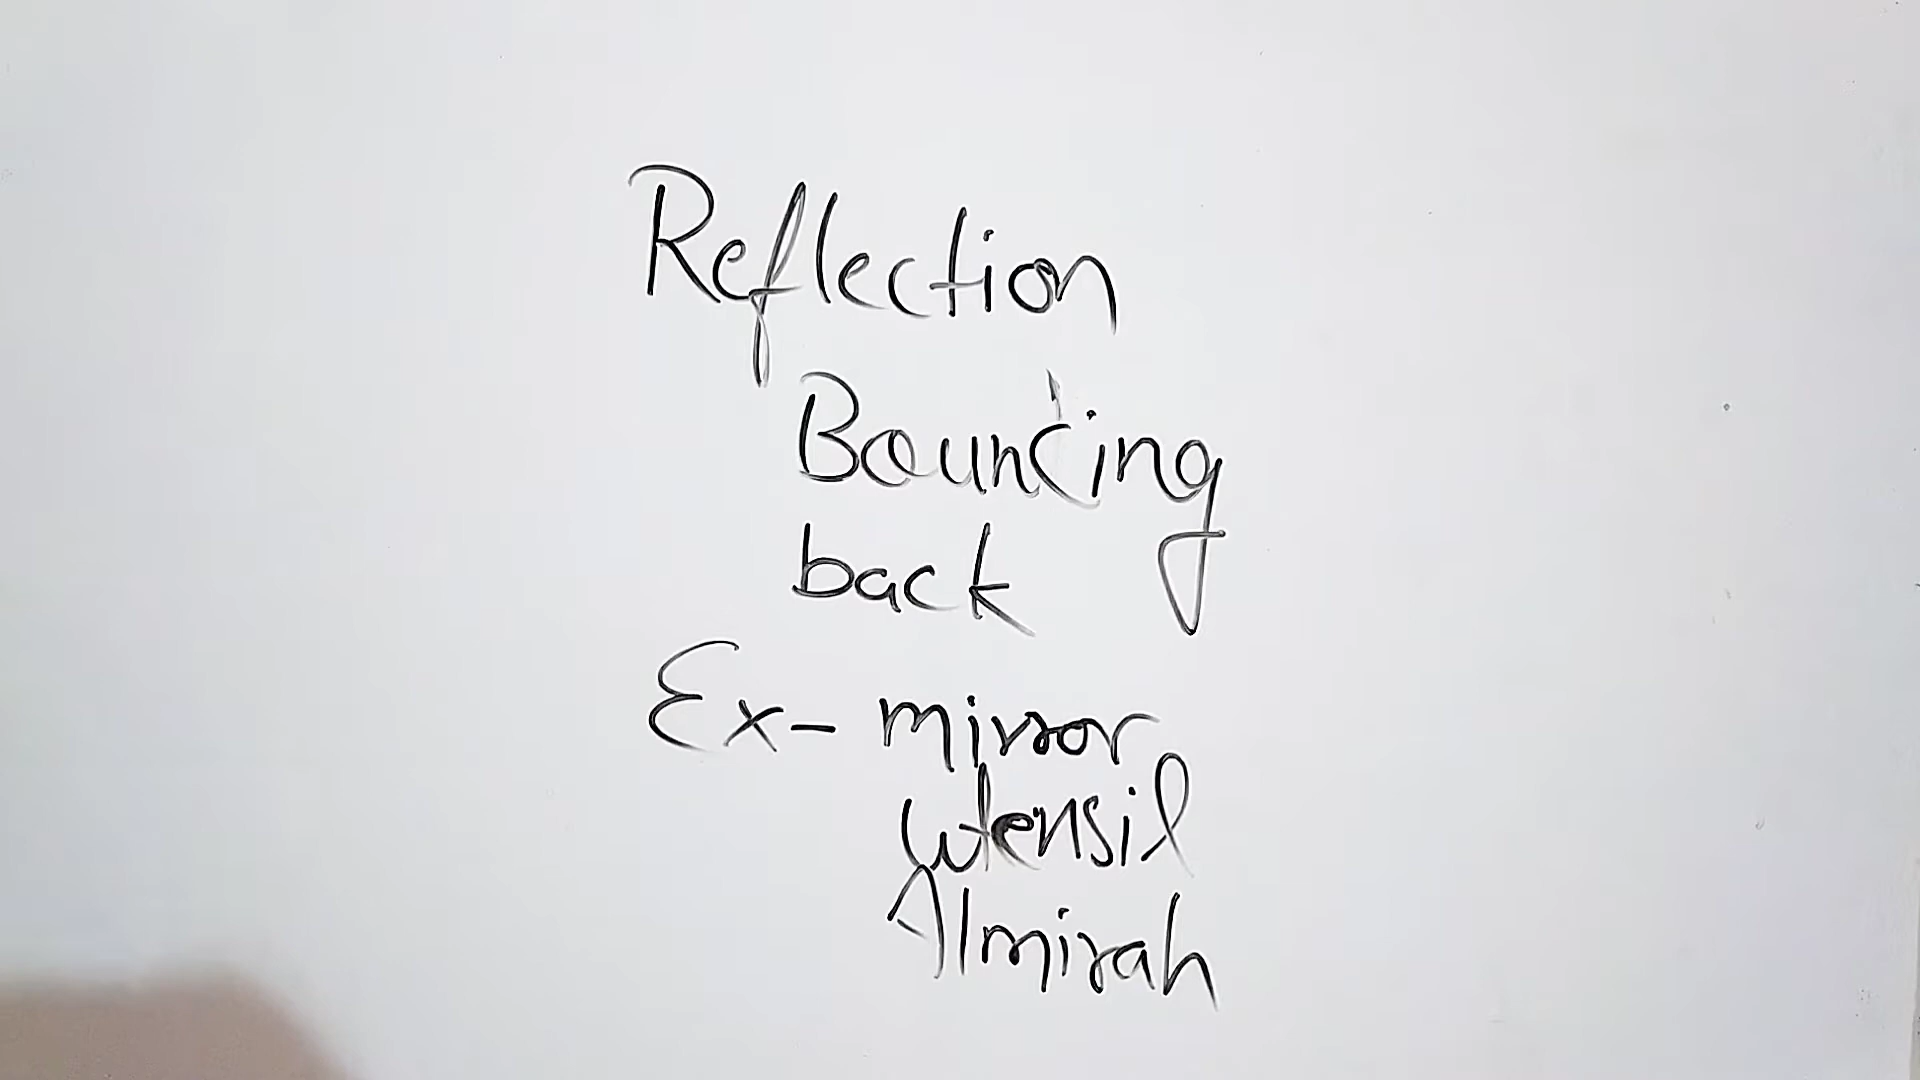 Reflection
Bouncing
back
Ex- mirror
utensil
Almirah